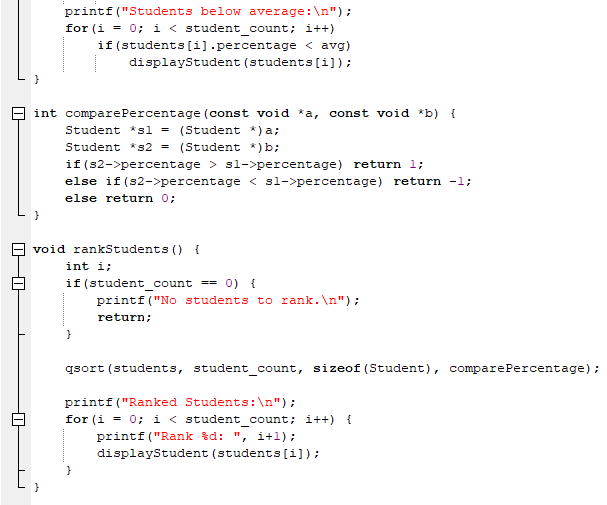 printf("Students below average:\n");
for(i = 0; i < student_count; i++)
if(students[i].percentage < avg)
displayStudent(students[i]);
}
int comparePercentage(const void *a, const void *b) {
Student *s1 = (Student *)a;
Student *s2 = (Student *)b;
if(s2->percentage > s1->percentage) return 1;
else if(s2->percentage < s1->percentage) return -1;
else return 0;
}
void rankStudents() {
int i;
if(student_count == 0) {
printf("No students to rank.\n");
return;
}
qsort(students, student_count, sizeof(Student), comparePercentage);
printf("Ranked Students:\n");
for(i = 0; i < student_count; i++) {
printf("Rank %d: ", i+1);
displayStudent(students[i]);
}
}